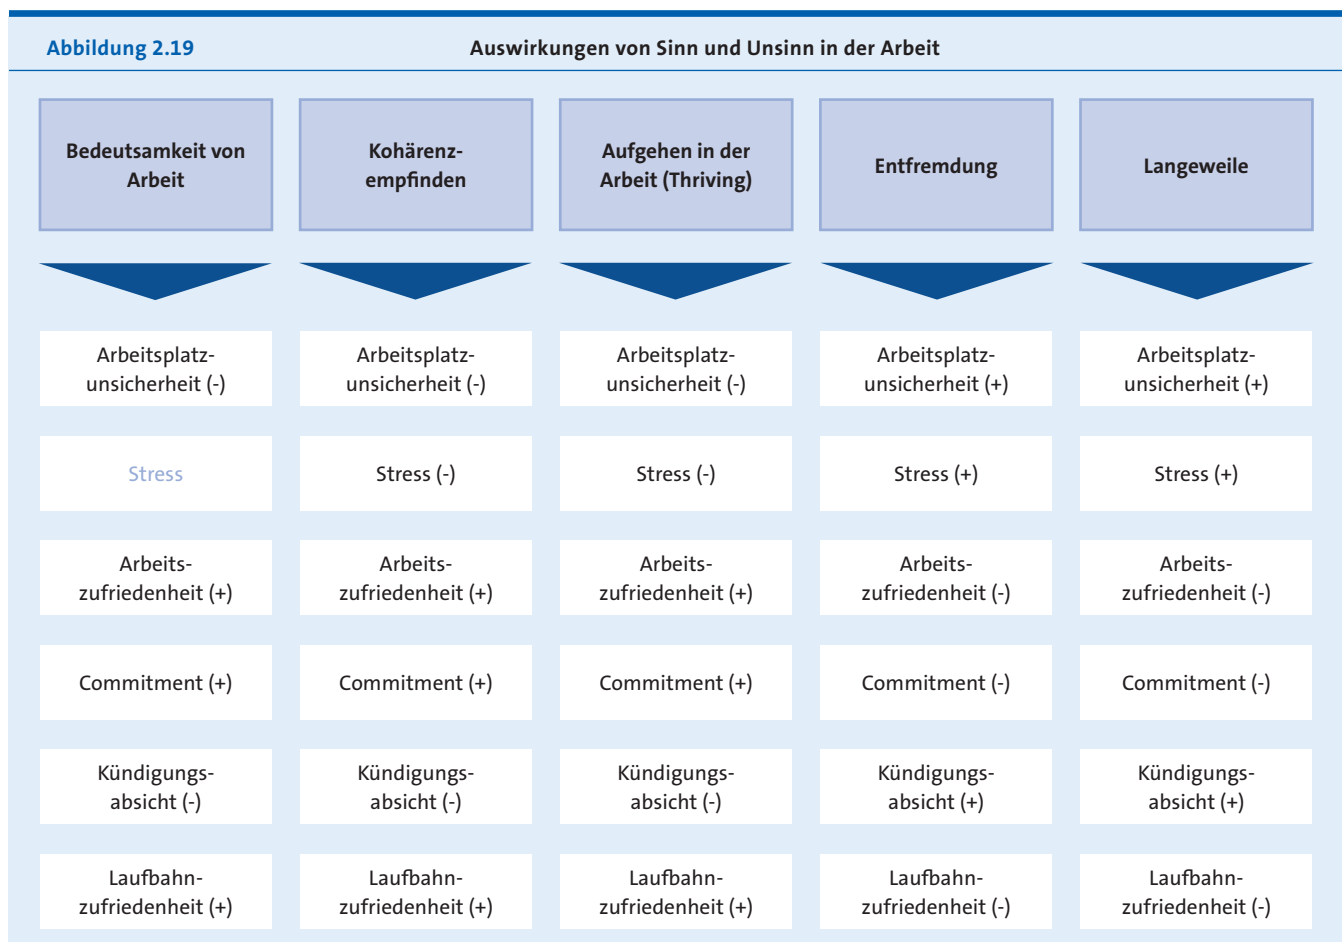 Abbildung 2.19 Auswirkungen von Sinn und Unsinn in der Arbeit
Bedeutsamkeit von
Arbeit
Kohärenz-
empfinden
Aufgehen in der
Arbeit (Thriving)
Entfremdung
Langeweile
Arbeitsplatz-
unsicherheit (-)
Arbeitsplatz-
unsicherheit (-)
Arbeitsplatz-
unsicherheit (-)
Arbeitsplatz-
unsicherheit (+)
Arbeitsplatz-
unsicherheit (+)
Stress
Stress (-)
Stress (-)
Stress (+)
Stress (+)
Arbeits-
zufriedenheit (+)
Arbeits-
zufriedenheit (+)
Arbeits-
zufriedenheit (+)
Arbeits-
zufriedenheit (-)
Arbeits-
zufriedenheit (-)
Commitment (+)
Commitment (+)
Commitment (+)
Commitment (-)
Commitment (-)
Kündigungs-
absicht (-)
Kündigungs-
absicht (-)
Kündigungs-
absicht (-)
Kündigungs-
absicht (+)
Kündigungs-
absicht (+)
Laufbahn-
zufriedenheit (+)
Laufbahn-
zufriedenheit (+)
Laufbahn-
zufriedenheit (+)
Laufbahn-
zufriedenheit (-)
Laufbahn-
zufriedenheit (-)